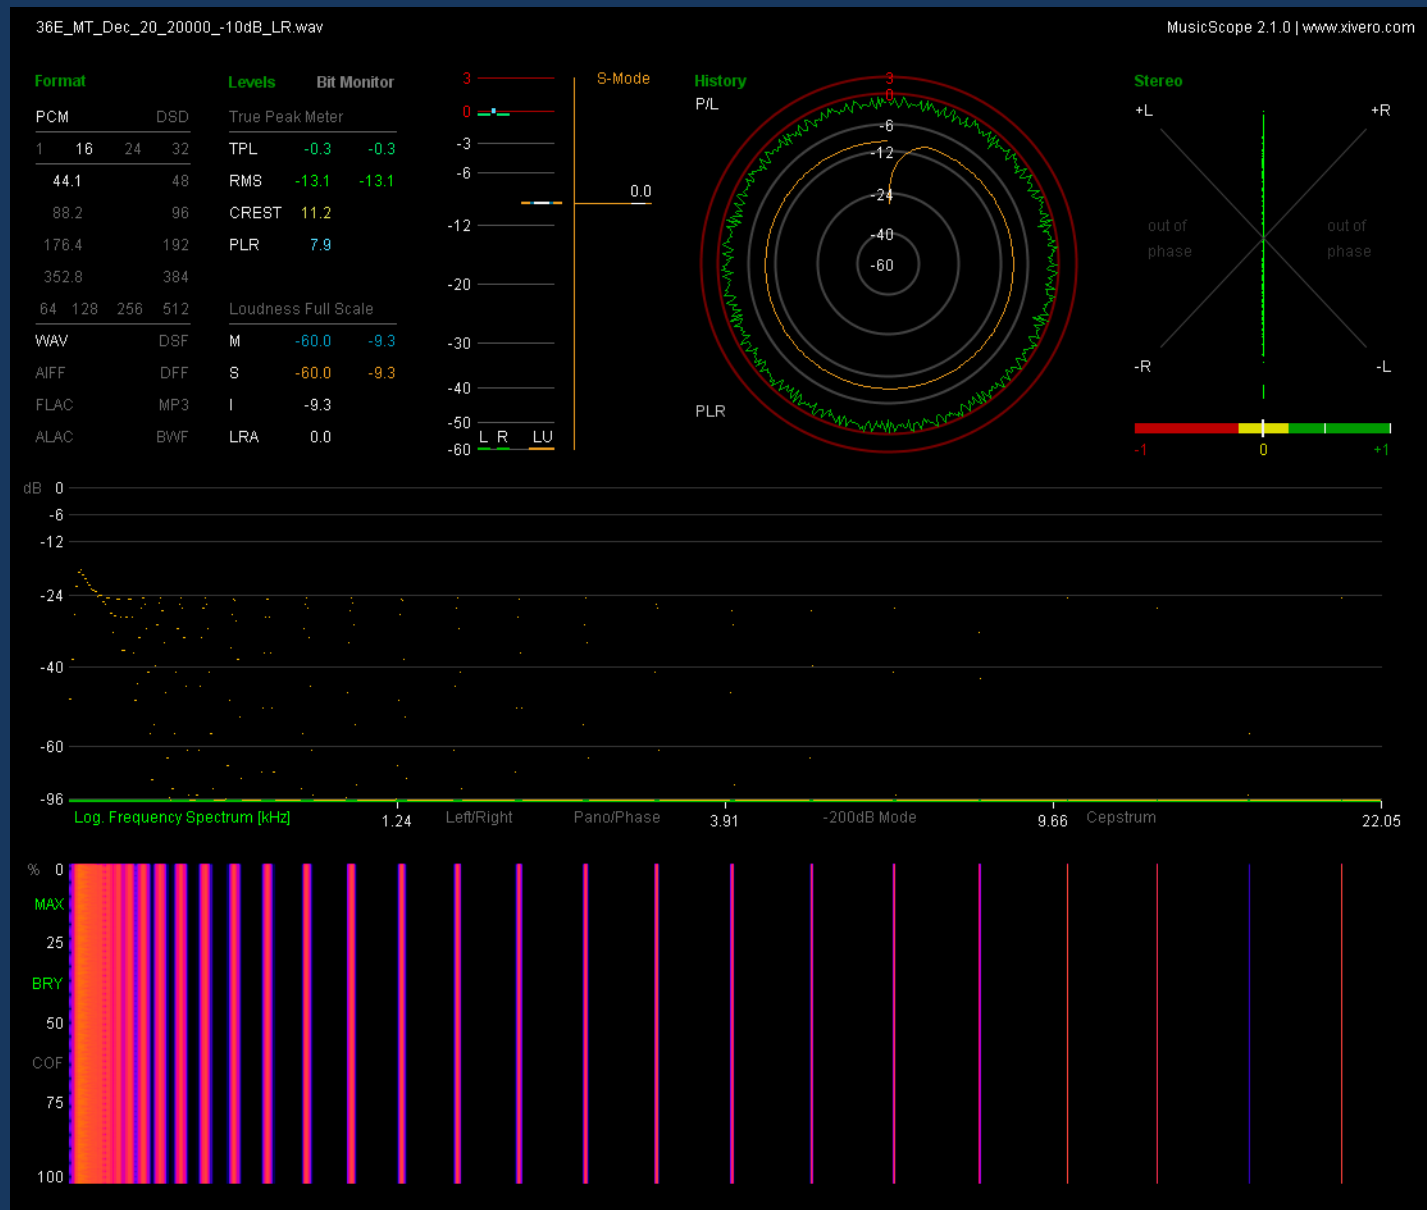 36E_MT_Dec_20_20000_-10dB_LR.wav
MusicScope 2.1.0 | www.xivero.com
Format
PCM DSD
1 16 24 32
44.1 48
88.2 96
176.4 192
352.8 384
64 128 256 512
WAV DSF
AIFF DFF
FLAC MP3
ALAC BWF
Levels Bit Monitor
True Peak Meter
TPL -0.3 -0.3
RMS -13.1 -13.1
CREST 11.2
PLR 7.9
Loudness Full Scale
M -60.0 -9.3
S -60.0 -9.3
I -9.3
LRA 0.0
3
0
-3
-6
-12
-20
-30
-40
-50
-60
L R LU
S-Mode
0.0
History
P/L
3
0
-6
-12
-24
-40
-60
PLR
Stereo
+L +R
out of phase
out of phase
-R -L
-1 0 +1
dB 0
-6
-12
-24
-40
-60
-96
Log. Frequency Spectrum [kHz] 1.24 Left/Right Pano/Phase 3.91 -200dB Mode 9.66 Cepstrum 22.05
% 0
MAX
25
BRY
50
COF
75
100